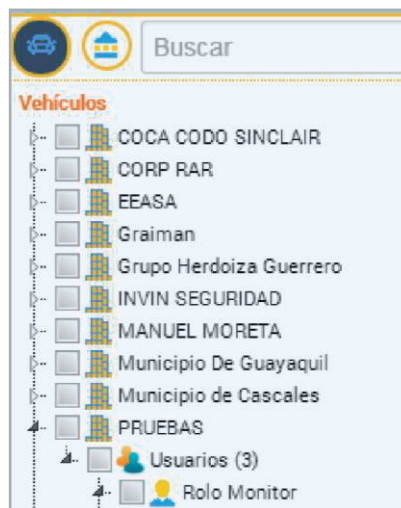 Buscar
Vehículos
COCA CODO SINCLAIR
CORP RAR
EEASA
Graiman
Grupo Herdoiza Guerrero
INVIN SEGURIDAD
MANUEL MORETA
Municipio De Guayaquil
Municipio de Cascales
PRUEBAS
Usuarios (3)
Rolo Monitor